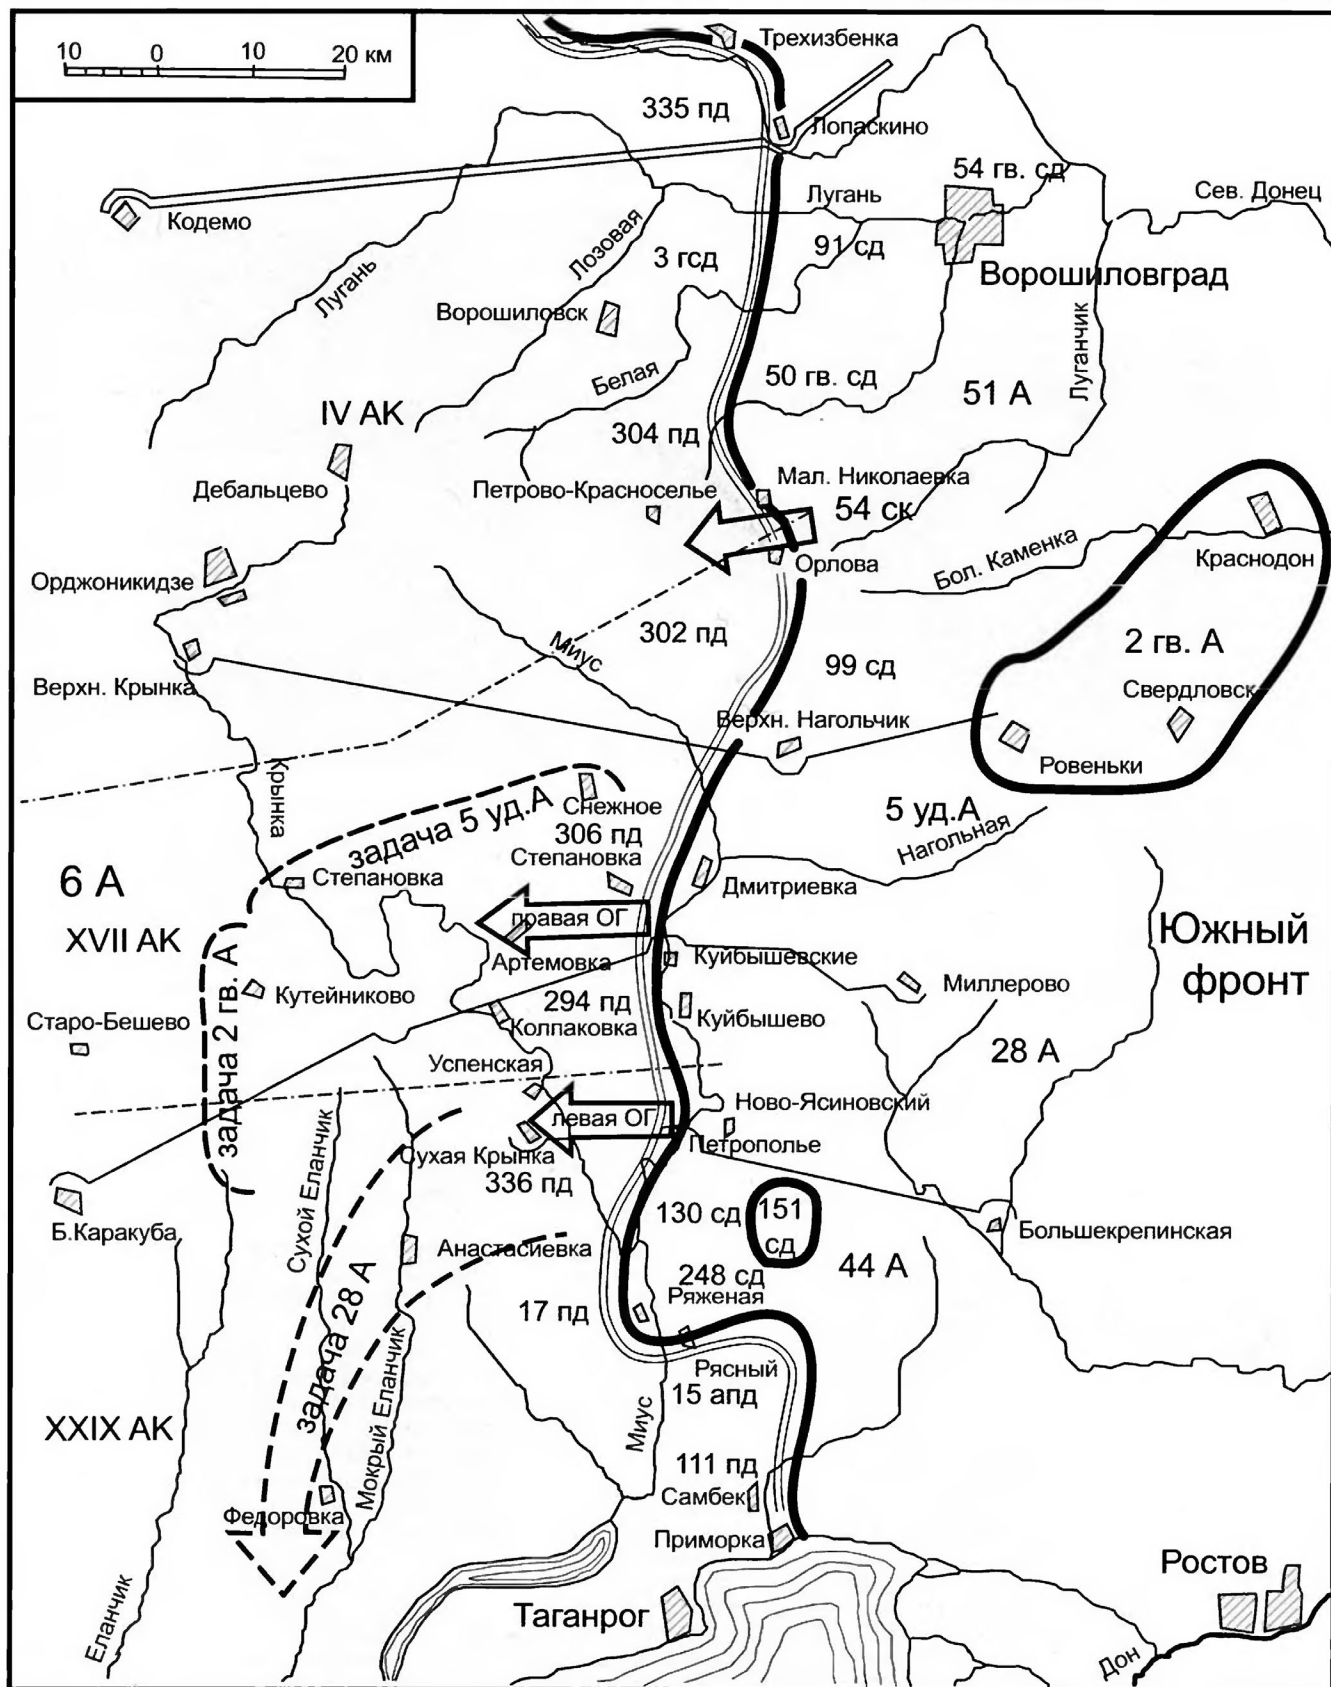 10 0 10 20 км
Трехизбенка
335 пд
Лопаскино
54 гв. сд
Кодемо
Лугань
Сев. Донец
Лозовая
3 гсд
91 сд
Ворошиловград
Лугань
Ворошиловск
Луганчик
Белая
50 гв. сд
51 А
IV АК
304 пд
Дебальцево
Петрово-Красноселье
Мал. Николаевка
54 ск
Краснодон
Орлова
Бол. Каменка
Орджоникидзе
302 пд
Миус
99 сд
2 гв. А
Верхн. Крынка
Свердловск
Верхн. Нагольчик
Ровеньки
Крынка
Снежное
задача 5 уд.А
5 уд.А
306 пд
Нагольная
Степановка
6 А
Степановка
Дмитриевка
правая ОГ
XVII АК
Южный
фронт
Артемовка
Куйбышевские
задача 2 гв. А
Кутейниково
294 пд
Миллерово
Старо-Бешево
Колпаковка
Куйбышево
28 А
Успенская
Ново-Ясиновский
левая ОГ
Петрополье
Сухая Крынка
Сухой Еланчик
336 пд
130 сд
151
сд
Б.Каракуба
Большекрепинская
Анастасиевка
44 А
248 сд
Ряженая
17 пд
задача 28 А
Рясный
15 апд
XXIX АК
Миус
Мокрый Еланчик
111 пд
Самбек
Федоровка
Приморка
Ростов
Таганрог
Еланчик
Дон